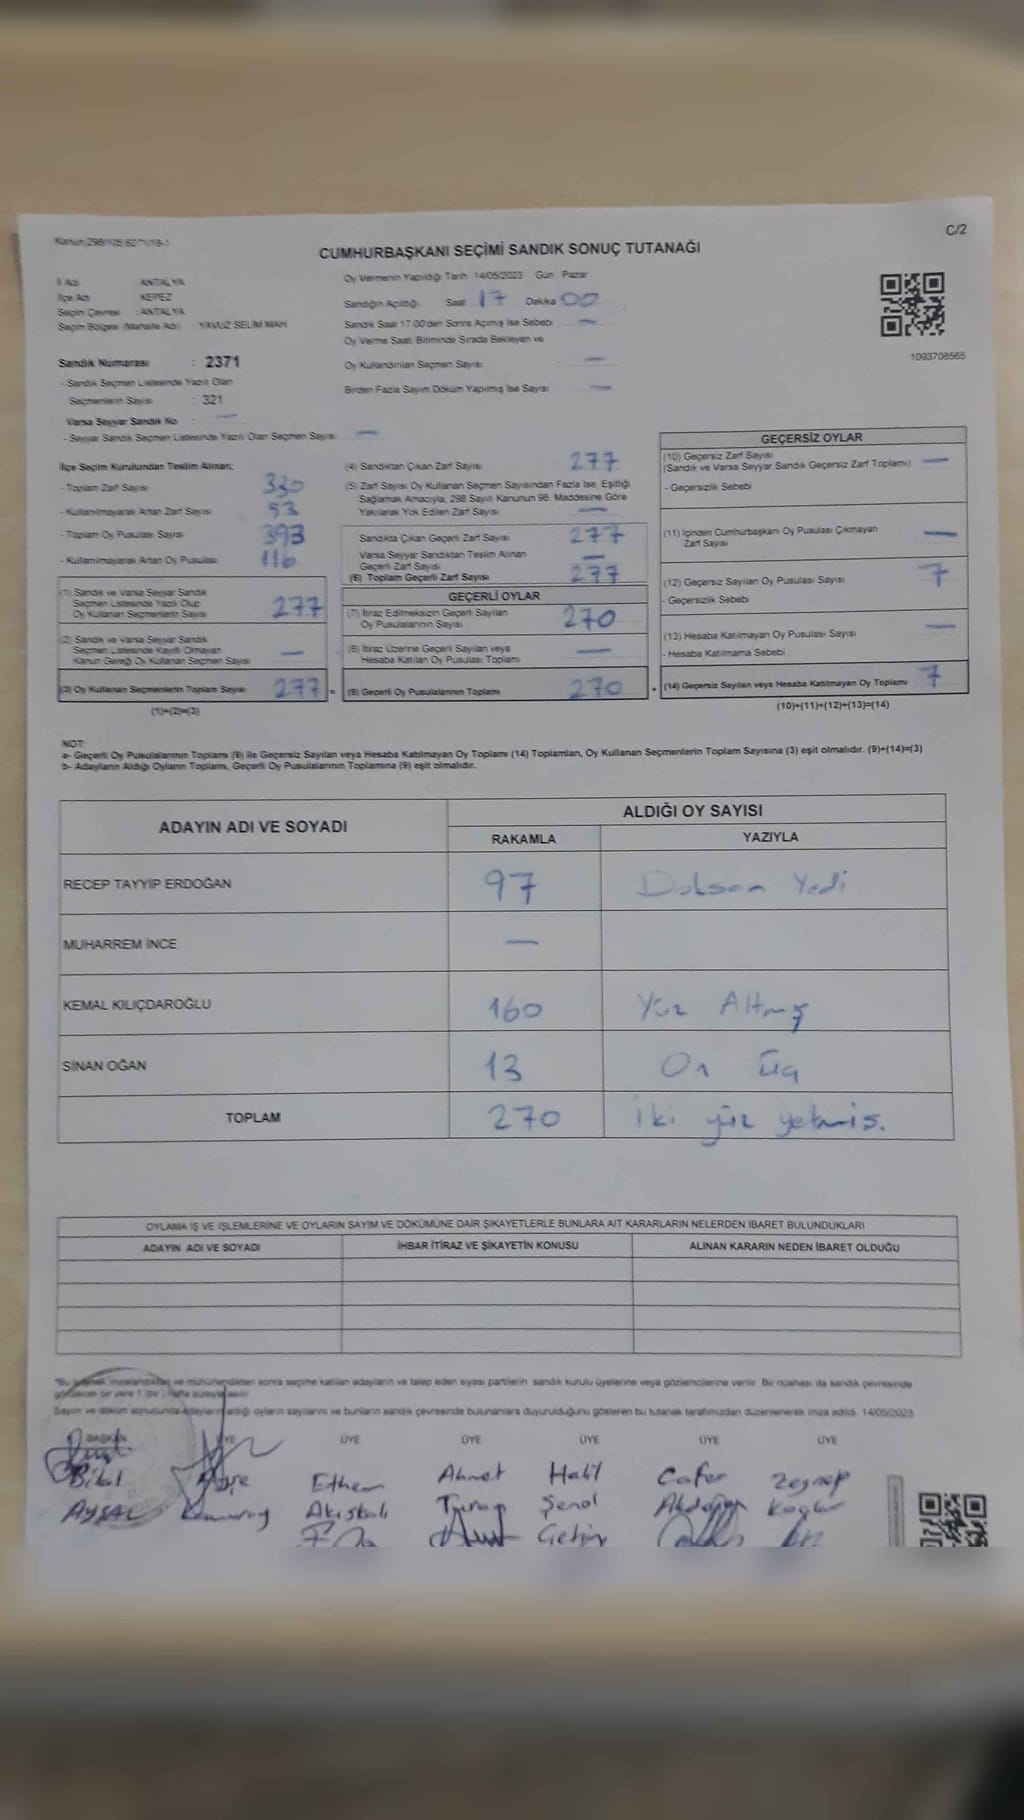 C/2
CUMHURBAŞKANI SEÇİMİ SANDIK SONUÇ TUTANAĞI
İl Adı : ANTALYA
İlçe Adı : KEPEZ
Seçim Çevresi : ANTALYA
Seçim Bölgesi (Mahalle Adı) : YAVUZ SELİM MAH.
Sandık Numarası : 2371
- Sandık Seçmen Listesinde Yazılı Olan
Seçmenlerin Sayısı : 321
Varsa Seyyar Sandık No : —
- Seyyar Sandık Seçmen Listesinde Yazılı Olan Seçmen Sayısı : —
Oy Vermenin Yapıldığı Tarih 14/05/2023 Gün Pazar
Sandığın Açıldığı Saat 17 Dakika 00
Sandık Saat 17:00'den Sonra Açılmış İse Sebebi : —
Oy Verme Saati Bitiminde Sırada Bekleyen ve
Oy Kullandırılan Seçmen Sayısı : —
Birden Fazla Sayım Döküm Yapılmış İse Sayısı : —
1093708565
İlçe Seçim Kurulundan Teslim Alınan;
- Toplam Zarf Sayısı 330
- Kullanılmayarak Artan Zarf Sayısı 53
- Toplam Oy Pusulası Sayısı 393
- Kullanılmayarak Artan Oy Pusulası 116
(1) Sandık ve Varsa Seyyar Sandık
Seçmen Listesinde Yazılı Olup
Oy Kullanan Seçmenlerin Sayısı 277
(2) Sandık ve Varsa Seyyar Sandık
Seçmen Listesinde Kayıtlı Olmayan
Kanun Gereği Oy Kullanan Seçmen Sayısı —
(3) Oy Kullanan Seçmenlerin Toplam Sayısı 277 =
(1)+(2)=(3)
(4) Sandıktan Çıkan Zarf Sayısı 277
(5) Zarf Sayısı Oy Kullanan Seçmen Sayısından Fazla İse, Eşitliği
Sağlamak Amacıyla, 298 Sayılı Kanunun 98. Maddesine Göre
Yakılarak Yok Edilen Zarf Sayısı —
Sandıkta Çıkan Geçerli Zarf Sayısı 277
Varsa Seyyar Sandıktan Teslim Alınan
Geçerli Zarf Sayısı —
(6) Toplam Geçerli Zarf Sayısı 277
GEÇERLİ OYLAR
(7) İtiraz Edilmeksizin Geçerli Sayılan
Oy Pusulalarının Sayısı 270
(8) İtiraz Üzerine Geçerli Sayılan veya
Hesaba Katılan Oy Pusulası Toplamı —
(9) Geçerli Oy Pusulalarının Toplamı 270 +
GEÇERSİZ OYLAR
(10) Geçersiz Zarf Sayısı
(Sandık ve Varsa Seyyar Sandık Geçersiz Zarf Toplamı) —
- Geçersizlik Sebebi
(11) İçinden Cumhurbaşkanı Oy Pusulası Çıkmayan
Zarf Sayısı —
(12) Geçersiz Sayılan Oy Pusulası Sayısı 7
- Geçersizlik Sebebi
(13) Hesaba Katılmayan Oy Pusulası Sayısı —
- Hesaba Katılmama Sebebi
(14) Geçersiz Sayılan veya Hesaba Katılmayan Oy Toplamı 7
(10)+(11)+(12)+(13)=(14)
NOT:
a- Geçerli Oy Pusulalarının Toplamı (9) ile Geçersiz Sayılan veya Hesaba Katılmayan Oy Toplamı (14) Toplamları, Oy Kullanan Seçmenlerin Toplam Sayısına (3) eşit olmalıdır. (9)+(14)=(3)
b- Adayların Aldığı Oyların Toplamı, Geçerli Oy Pusulalarının Toplamına (9) eşit olmalıdır.
ADAYIN ADI VE SOYADI ALDIĞI OY SAYISI
RAKAMLA YAZIYLA
RECEP TAYYİP ERDOĞAN 97 Doksan Yedi
MUHARREM İNCE —
KEMAL KILIÇDAROĞLU 160 Yüz Altmış
SİNAN OĞAN 13 On üç
TOPLAM 270 İki yüz yetmiş.
OYLAMA İŞ VE İŞLEMLERİNE VE OYLARIN SAYIM VE DÖKÜMÜNE DAİR ŞİKAYETLERLE BUNLARA AİT KARARLARIN NELERDEN İBARET BULUNDUKLARI
ADAYIN ADI VE SOYADI İHBAR İTİRAZ VE ŞİKAYETİN KONUSU ALINAN KARARIN NEDEN İBARET OLDUĞU
*Bu tutanak imzalandıktan ve mühürlendikten sonra seçime katılan adayların ve talep eden siyasi partilerin sandık kurulu üyelerine veya gözlemcilerine verilir. Bir nüshası da sandık çevresinde
görülecek bir yere 1 (bir) hafta süreyle asılır.
Sayım ve döküm sonucunda adayların aldığı oyların sayılarını ve bunların sandık çevresinde bulunanlara duyurulduğunu gösteren bu tutanak tarafımızdan düzenlenerek imza edildi. 14/05/2023
BAŞKAN ÜYE ÜYE ÜYE ÜYE ÜYE ÜYE
Ethem Ahmet Halil Cafer Zeynep
AYSAL Şenol Akdoğan
Çetin